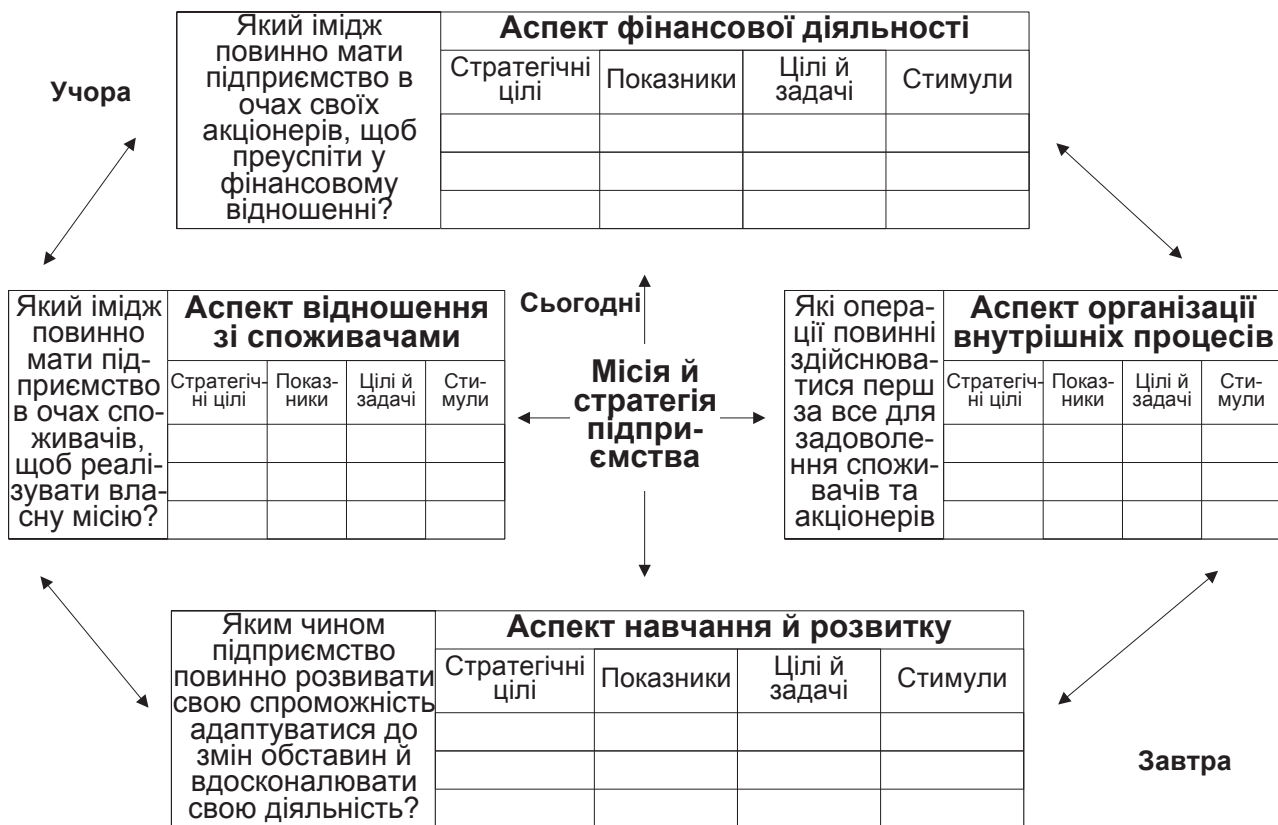 Учора
Який імідж
повинно мати
підприємство в
очах своїх
акціонерів, щоб
преуспіти у
фінансовому
відношенні?
Аспект фінансової діяльності
Стратегічні
цілі
Показники
Цілі й
задачі
Стимули
Який імідж
повинно
мати під-
приємство
в очах спо-
живачів,
щоб реалі-
зувати вла-
сну місію?
Аспект відношення
зі споживачами
Стратегіч-
ні цілі
Показ-
ники
Цілі й
задачі
Сти-
мули
Сьогодні
Місія й
стратегія
підпри-
ємства
Які опера-
ції повинні
здійснюва-
тися перш
за все для
задоволе-
ння спожи-
вачів та
акціонерів
Аспект організації
внутрішніх процесів
Стратегіч-
ні цілі
Показ-
ники
Цілі й
задачі
Сти-
мули
Яким чином
підприємство
повинно розвивати
свою спроможність
адаптуватися до
змін обставин й
вдосконалювати
свою діяльність?
Аспект навчання й розвитку
Стратегічні
цілі
Показники
Цілі й
задачі
Стимули
Завтра